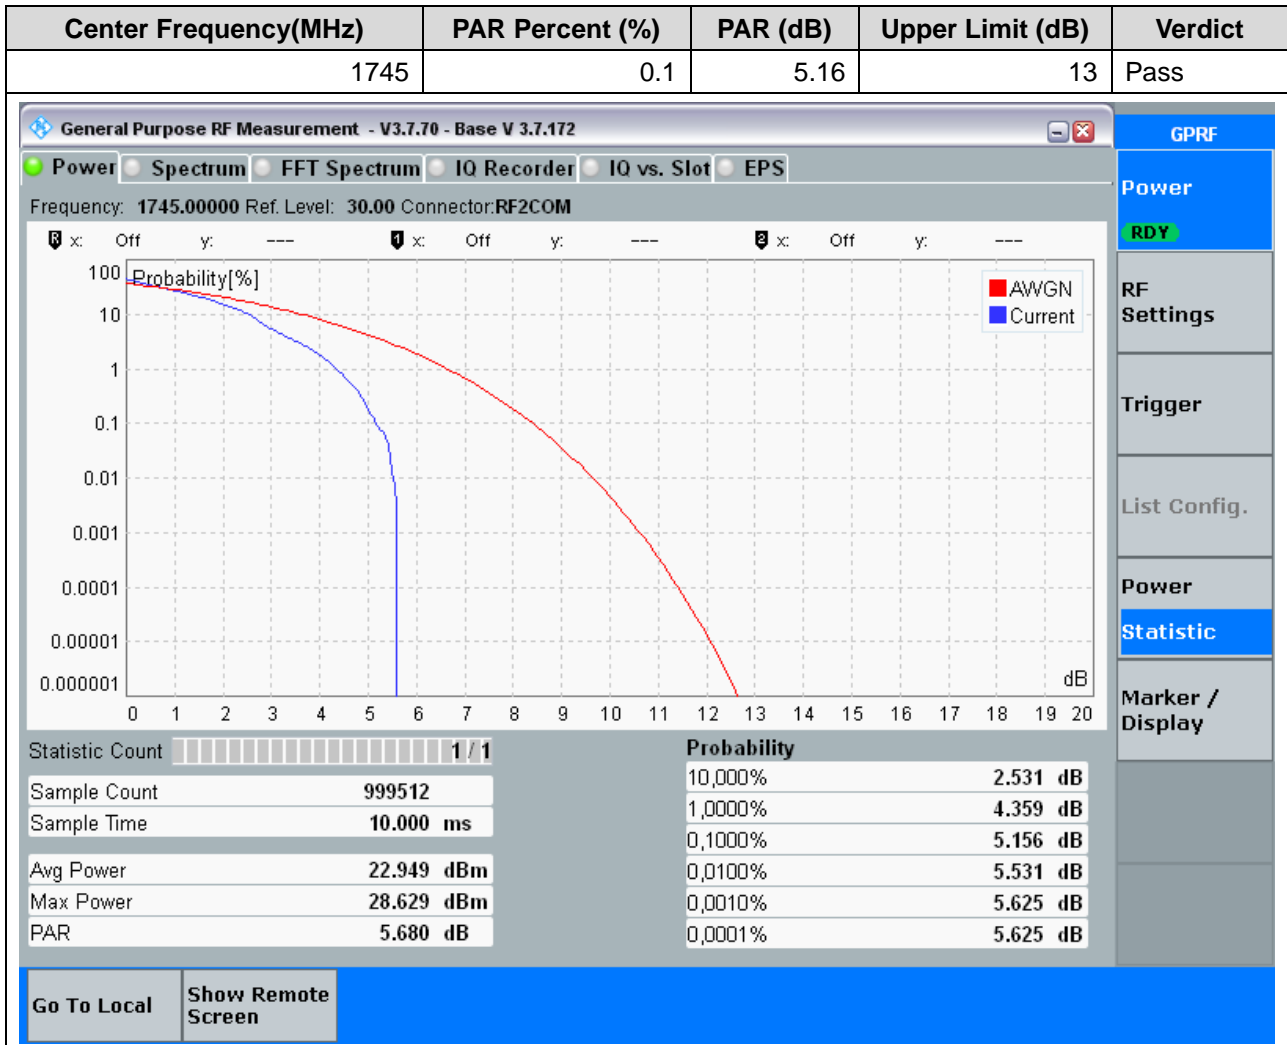 Center Frequency(MHz) PAR Percent (%) PAR (dB) Upper Limit (dB) Verdict
1745 0.1 5.16 13 Pass
General Purpose RF Measurement - V3.7.70 - Base V 3.7.172
GPRF
Power Spectrum FFT Spectrum IQ Recorder IQ vs. Slot EPS
Frequency: 1745.00000 Ref. Level: 30.00 Connector:RF2COM
R x: Off y: --- 1 x: Off y: --- 2 x: Off y: ---
Probability[%]
AWGN
Current
100
10
1
0.1
0.01
0.001
0.0001
0.00001
0.000001
dB
0 1 2 3 4 5 6 7 8 9 10 11 12 13 14 15 16 17 18 19 20
Statistic Count 1 / 1
Sample Count 999512
Sample Time 10.000 ms
Avg Power 22.949 dBm
Max Power 28.629 dBm
PAR 5.680 dB
Probability
10,000% 2.531 dB
1,0000% 4.359 dB
0,1000% 5.156 dB
0,0100% 5.531 dB
0,0010% 5.625 dB
0,0001% 5.625 dB
Power
RDY
RF
Settings
Trigger
List Config.
Power
Statistic
Marker /
Display
Go To Local
Show Remote
Screen